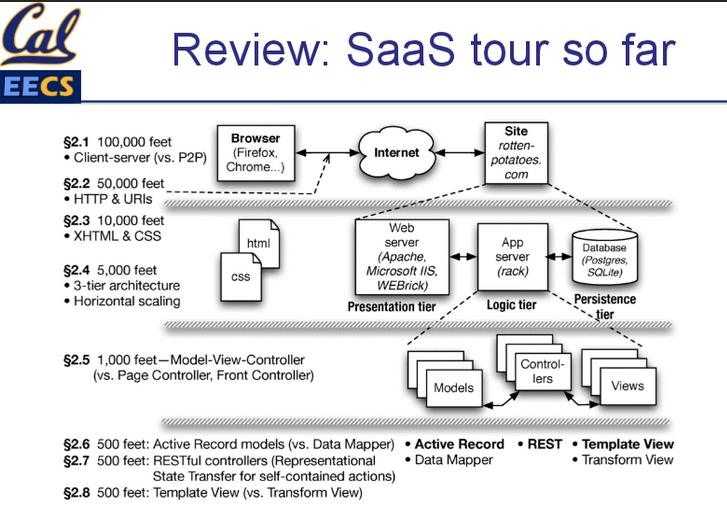 Cal
EECS
Review: SaaS tour so far
§2.1 100,000 feet
• Client-server (vs. P2P)
§2.2 50,000 feet
• HTTP & URIs
§2.3 10,000 feet
• XHTML & CSS
§2.4 5,000 feet
• 3-tier architecture
• Horizontal scaling
Browser
(Firefox,
Chrome...)
Internet
Site
rotten-
potatoes.
com
html
css
Web
server
(Apache,
Microsoft IIS,
WEBrick)
Presentation tier
App
server
(rack)
Logic tier
Database
(Postgres,
SQLite)
Persistence
tier
§2.5 1,000 feet—Model-View-Controller
(vs. Page Controller, Front Controller)
Models
Control-
lers
Views
§2.6 500 feet: Active Record models (vs. Data Mapper)
§2.7 500 feet: RESTful controllers (Representational
State Transfer for self-contained actions)
§2.8 500 feet: Template View (vs. Transform View)
• Active Record • REST • Template View
• Data Mapper • Transform View